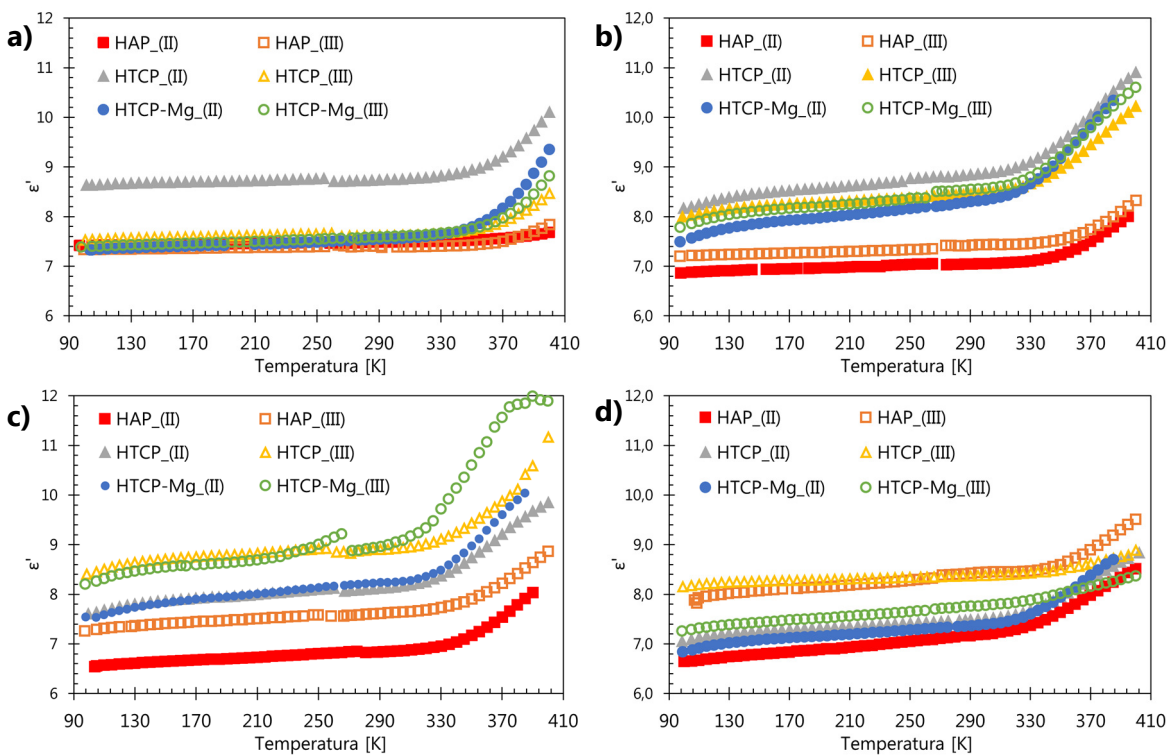 a)
HAP_(II) HAP_(III)
HTCP_(II) HTCP_(III)
HTCP-Mg_(II) HTCP-Mg_(III)
12
11
10
9
8
7
6
ε'
90 130 170 210 250 290 330 370 410
Temperatura [K]
b)
HAP_(II) HAP_(III)
HTCP_(II) HTCP_(III)
HTCP-Mg_(II) HTCP-Mg_(III)
12,0
11,0
10,0
9,0
8,0
7,0
6,0
ε'
90 130 170 210 250 290 330 370 410
Temperatura [K]
c)
HAP_(II) HAP_(III)
HTCP_(II) HTCP_(III)
HTCP-Mg_(II) HTCP-Mg_(III)
12
11
10
9
8
7
6
ε'
90 130 170 210 250 290 330 370 410
Temperatura [K]
d)
HAP_(II) HAP_(III)
HTCP_(II) HTCP_(III)
HTCP-Mg_(II) HTCP-Mg_(III)
12,0
11,0
10,0
9,0
8,0
7,0
6,0
ε'
90 130 170 210 250 290 330 370 410
Temperatura [K]